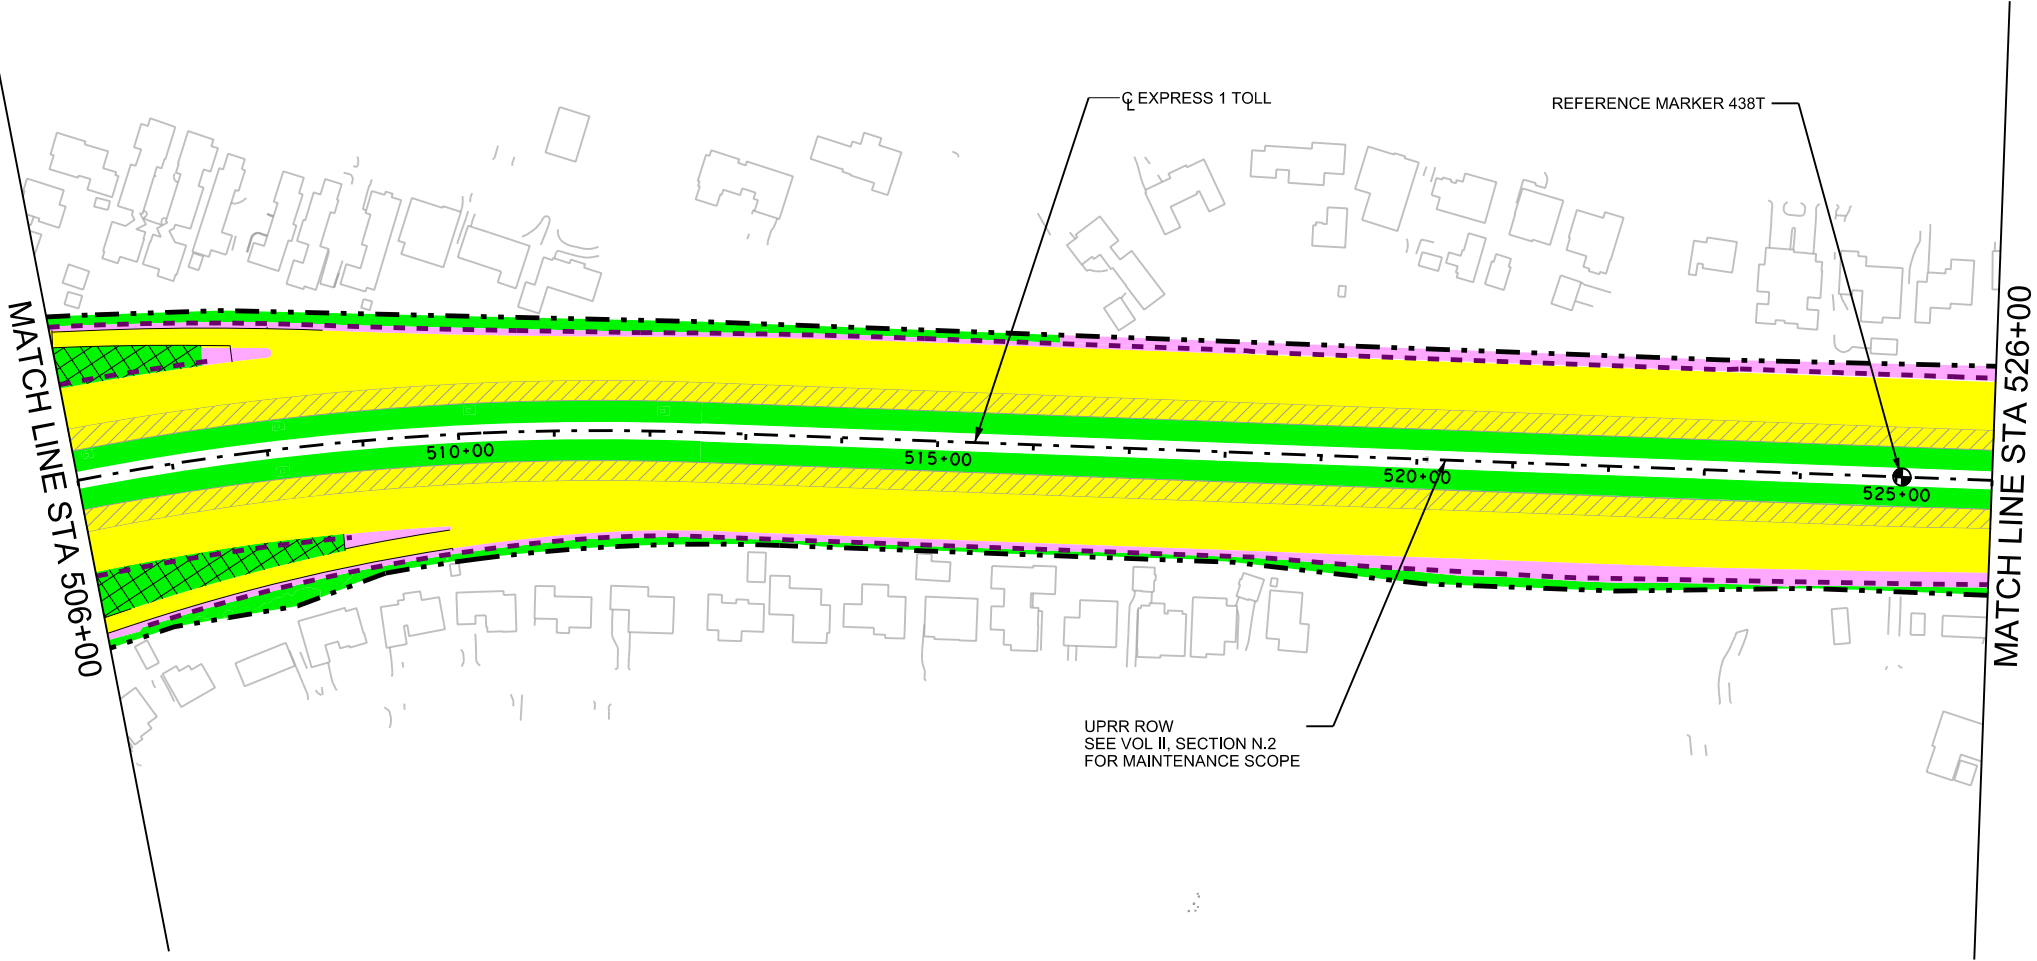 ℄ EXPRESS 1 TOLL
REFERENCE MARKER 438T
MATCH LINE STA 506+00
510+00
515+00
520+00
525+00
MATCH LINE STA 526+00
UPRR ROW
SEE VOL II, SECTION N.2
FOR MAINTENANCE SCOPE